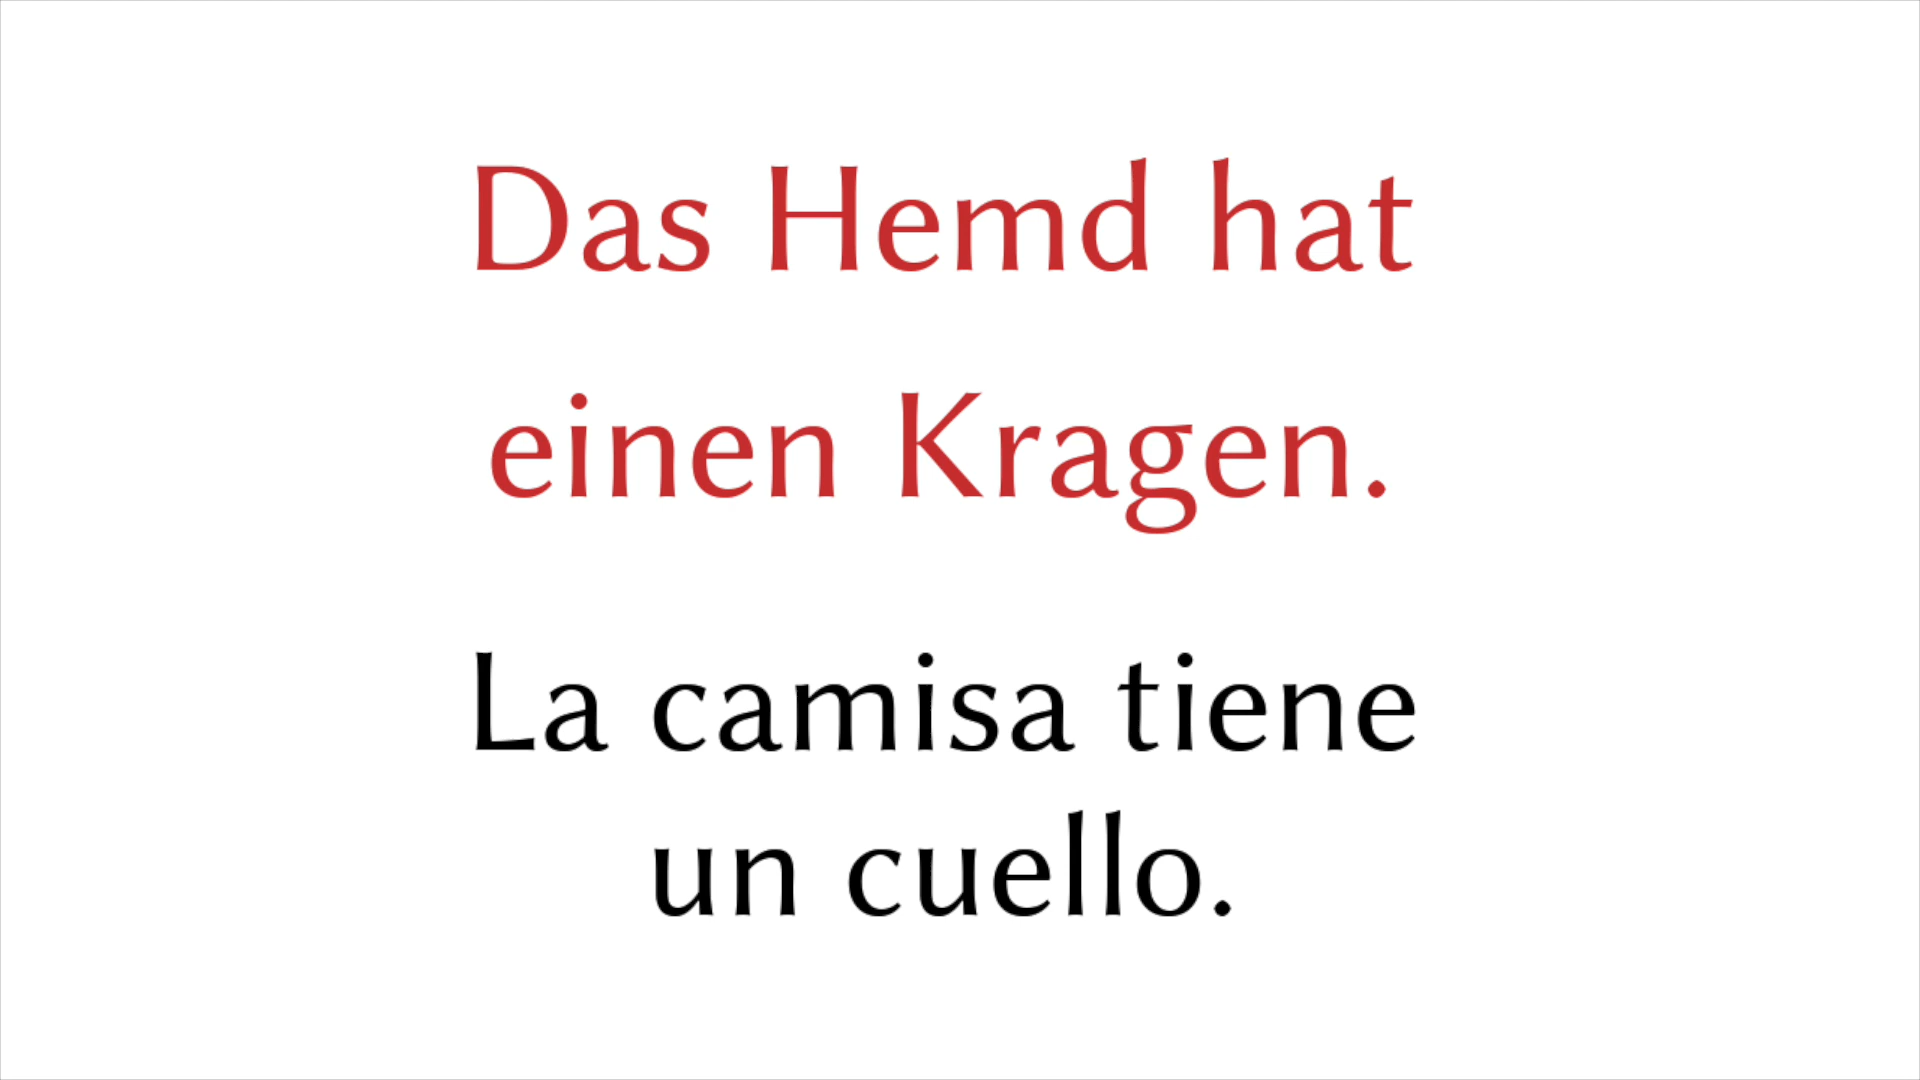 Das Hemd hat
einen Kragen.
La camisa tiene
un cuello.